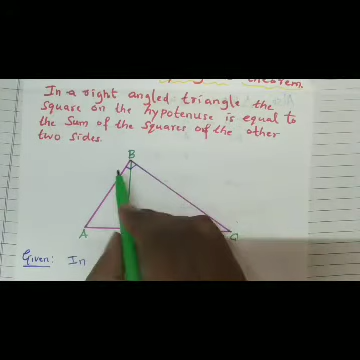 theorem.
In a right angled triangle the
square on the hypotenuse is equal to
the sum of the squares of the other
two sides.
B
A
Given: In